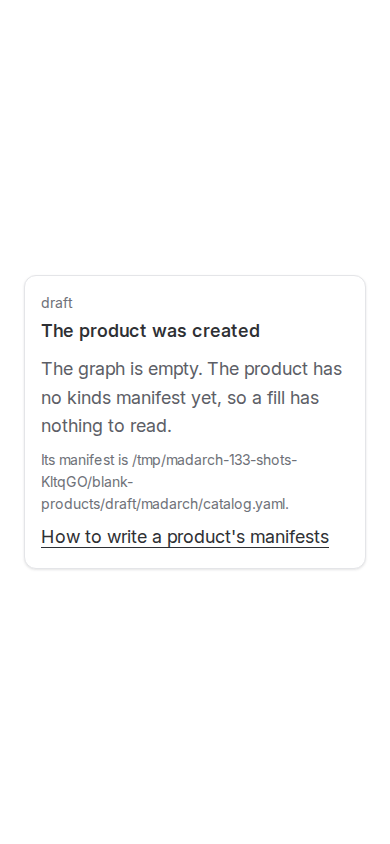 draft
The product was created
The graph is empty. The product has
no kinds manifest yet, so a fill has
nothing to read.
Its manifest is /tmp/madarch-133-shots-
KltqGO/blank-
products/draft/madarch/catalog.yaml.
How to write a product's manifests